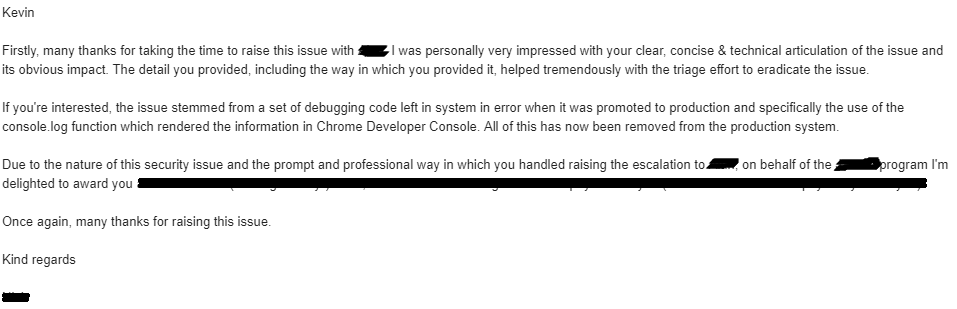 Kevin
Firstly, many thanks for taking the time to raise this issue with I was personally very impressed with your clear, concise & technical articulation of the issue and
its obvious impact. The detail you provided, including the way in which you provided it, helped tremendously with the triage effort to eradicate the issue.
If you're interested, the issue stemmed from a set of debugging code left in system in error when it was promoted to production and specifically the use of the
console.log function which rendered the information in Chrome Developer Console. All of this has now been removed from the production system.
Due to the nature of this security issue and the prompt and professional way in which you handled raising the escalation to , on behalf of the program I'm
delighted to award you
Once again, many thanks for raising this issue.
Kind regards